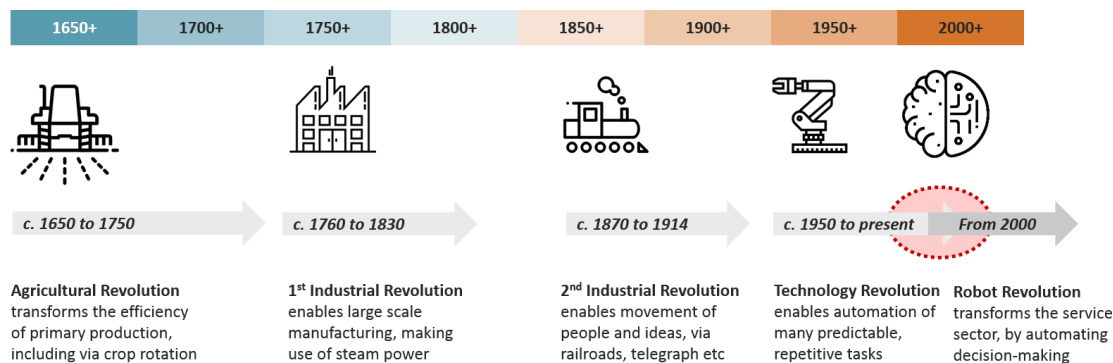 1650+ 1700+ 1750+ 1800+ 1850+ 1900+ 1950+ 2000+
c. 1650 to 1750
c. 1760 to 1830
c. 1870 to 1914
c. 1950 to present
From 2000
Agricultural Revolution
transforms the efficiency
of primary production,
including via crop rotation
1st Industrial Revolution
enables large scale
manufacturing, making
use of steam power
2nd Industrial Revolution
enables movement of
people and ideas, via
railroads, telegraph etc
Technology Revolution
enables automation of
many predictable,
repetitive tasks
Robot Revolution
transforms the service
sector, by automating
decision-making